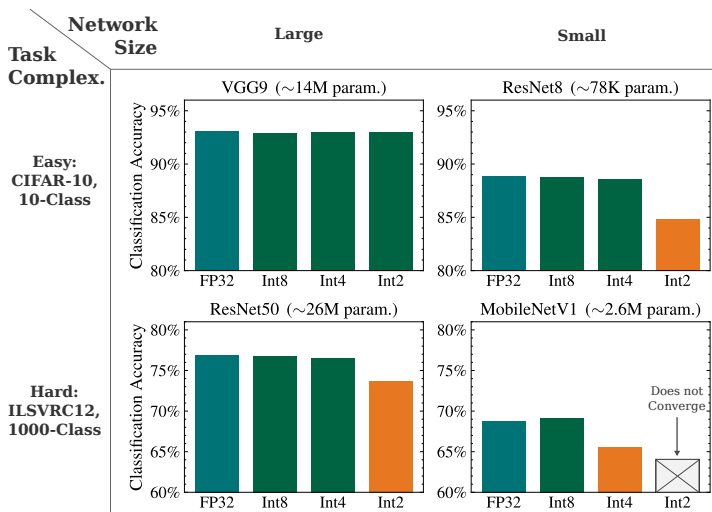 Network
Size
Large
Small
Task
Complex.
VGG9 (~14M param.)
ResNet8 (~78K param.)
Easy:
CIFAR-10,
10-Class
Classification Accuracy
95%
90%
85%
80%
FP32 Int8 Int4 Int2
95%
90%
85%
80%
FP32 Int8 Int4 Int2
ResNet50 (~26M param.)
MobileNetV1 (~2.6M param.)
Hard:
ILSVRC12,
1000-Class
Classification Accuracy
80%
75%
70%
65%
60%
FP32 Int8 Int4 Int2
80%
75%
70%
65%
60%
Does not
Converge
FP32 Int8 Int4 Int2